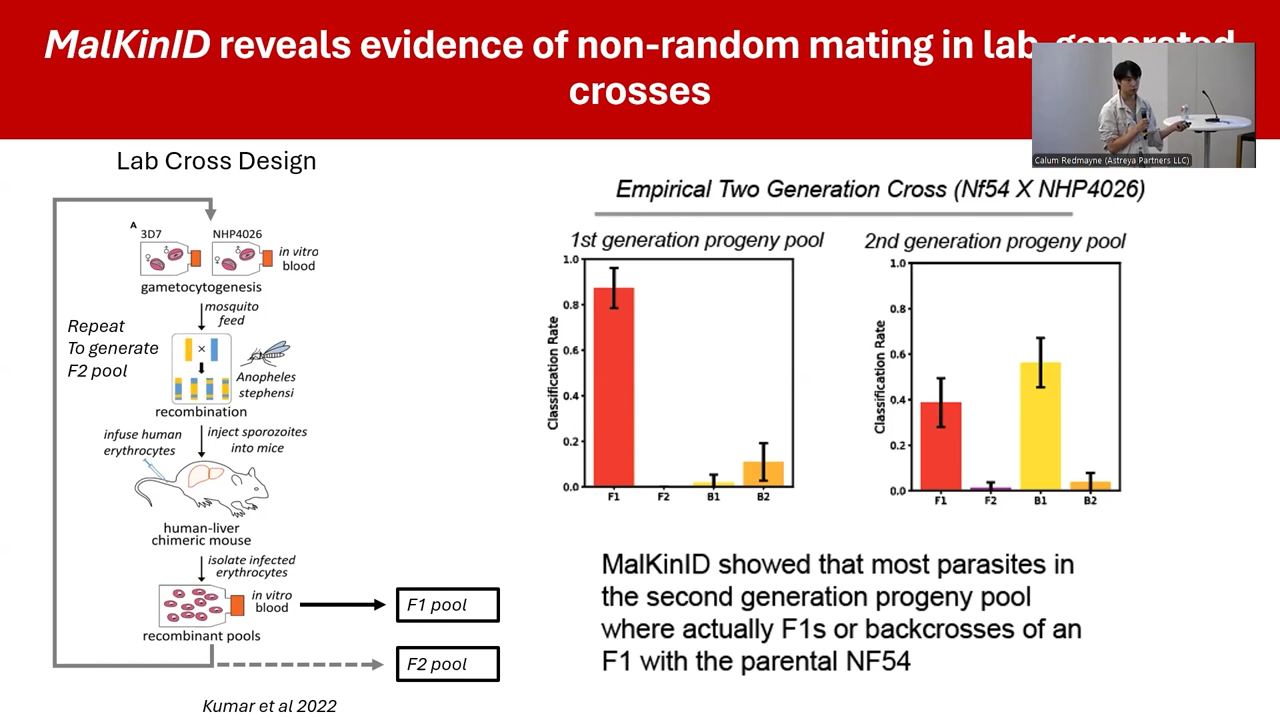 MalKinID reveals evidence of non-random mating in lab-generated
crosses
Calum Redmayne (Astreya Partners LLC)
Lab Cross Design
A
3D7
NHP4026
in vitro
blood
gametocytogenesis
mosquito
feed
Repeat
To generate
F2 pool
×
Anopheles
stephensi
recombination
infuse human
erythrocytes
inject sporozoites
into mice
human-liver
chimeric mouse
isolate infected
erythrocytes
in vitro
blood
recombinant pools
F1 pool
F2 pool
Kumar et al 2022
Empirical Two Generation Cross (Nf54 X NHP4026)
1st generation progeny pool
Classification Rate
1.0
0.8
0.6
0.4
0.2
0.0
F1 F2 B1 B2
2nd generation progeny pool
Classification Rate
1.0
0.8
0.6
0.4
0.2
0.0
F1 F2 B1 B2
MalKinID showed that most parasites in
the second generation progeny pool
where actually F1s or backcrosses of an
F1 with the parental NF54